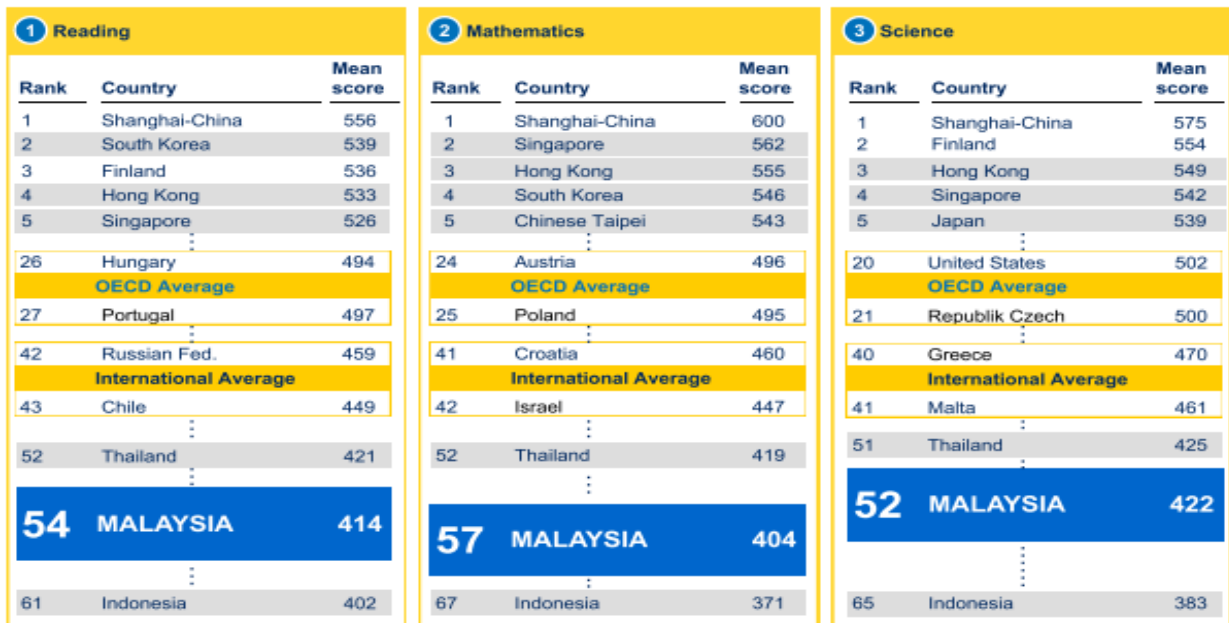 1 Reading
Rank Country Mean score
1 Shanghai-China 556
2 South Korea 539
3 Finland 536
4 Hong Kong 533
5 Singapore 526
26 Hungary 494
OECD Average
27 Portugal 497
42 Russian Fed. 459
International Average
43 Chile 449
52 Thailand 421
54 MALAYSIA 414
61 Indonesia 402
2 Mathematics
Rank Country Mean score
1 Shanghai-China 600
2 Singapore 562
3 Hong Kong 555
4 South Korea 546
5 Chinese Taipei 543
24 Austria 496
OECD Average
25 Poland 495
41 Croatia 460
International Average
42 Israel 447
52 Thailand 419
57 MALAYSIA 404
67 Indonesia 371
3 Science
Rank Country Mean score
1 Shanghai-China 575
2 Finland 554
3 Hong Kong 549
4 Singapore 542
5 Japan 539
20 United States 502
OECD Average
21 Republik Czech 500
40 Greece 470
International Average
41 Malta 461
51 Thailand 425
52 MALAYSIA 422
65 Indonesia 383